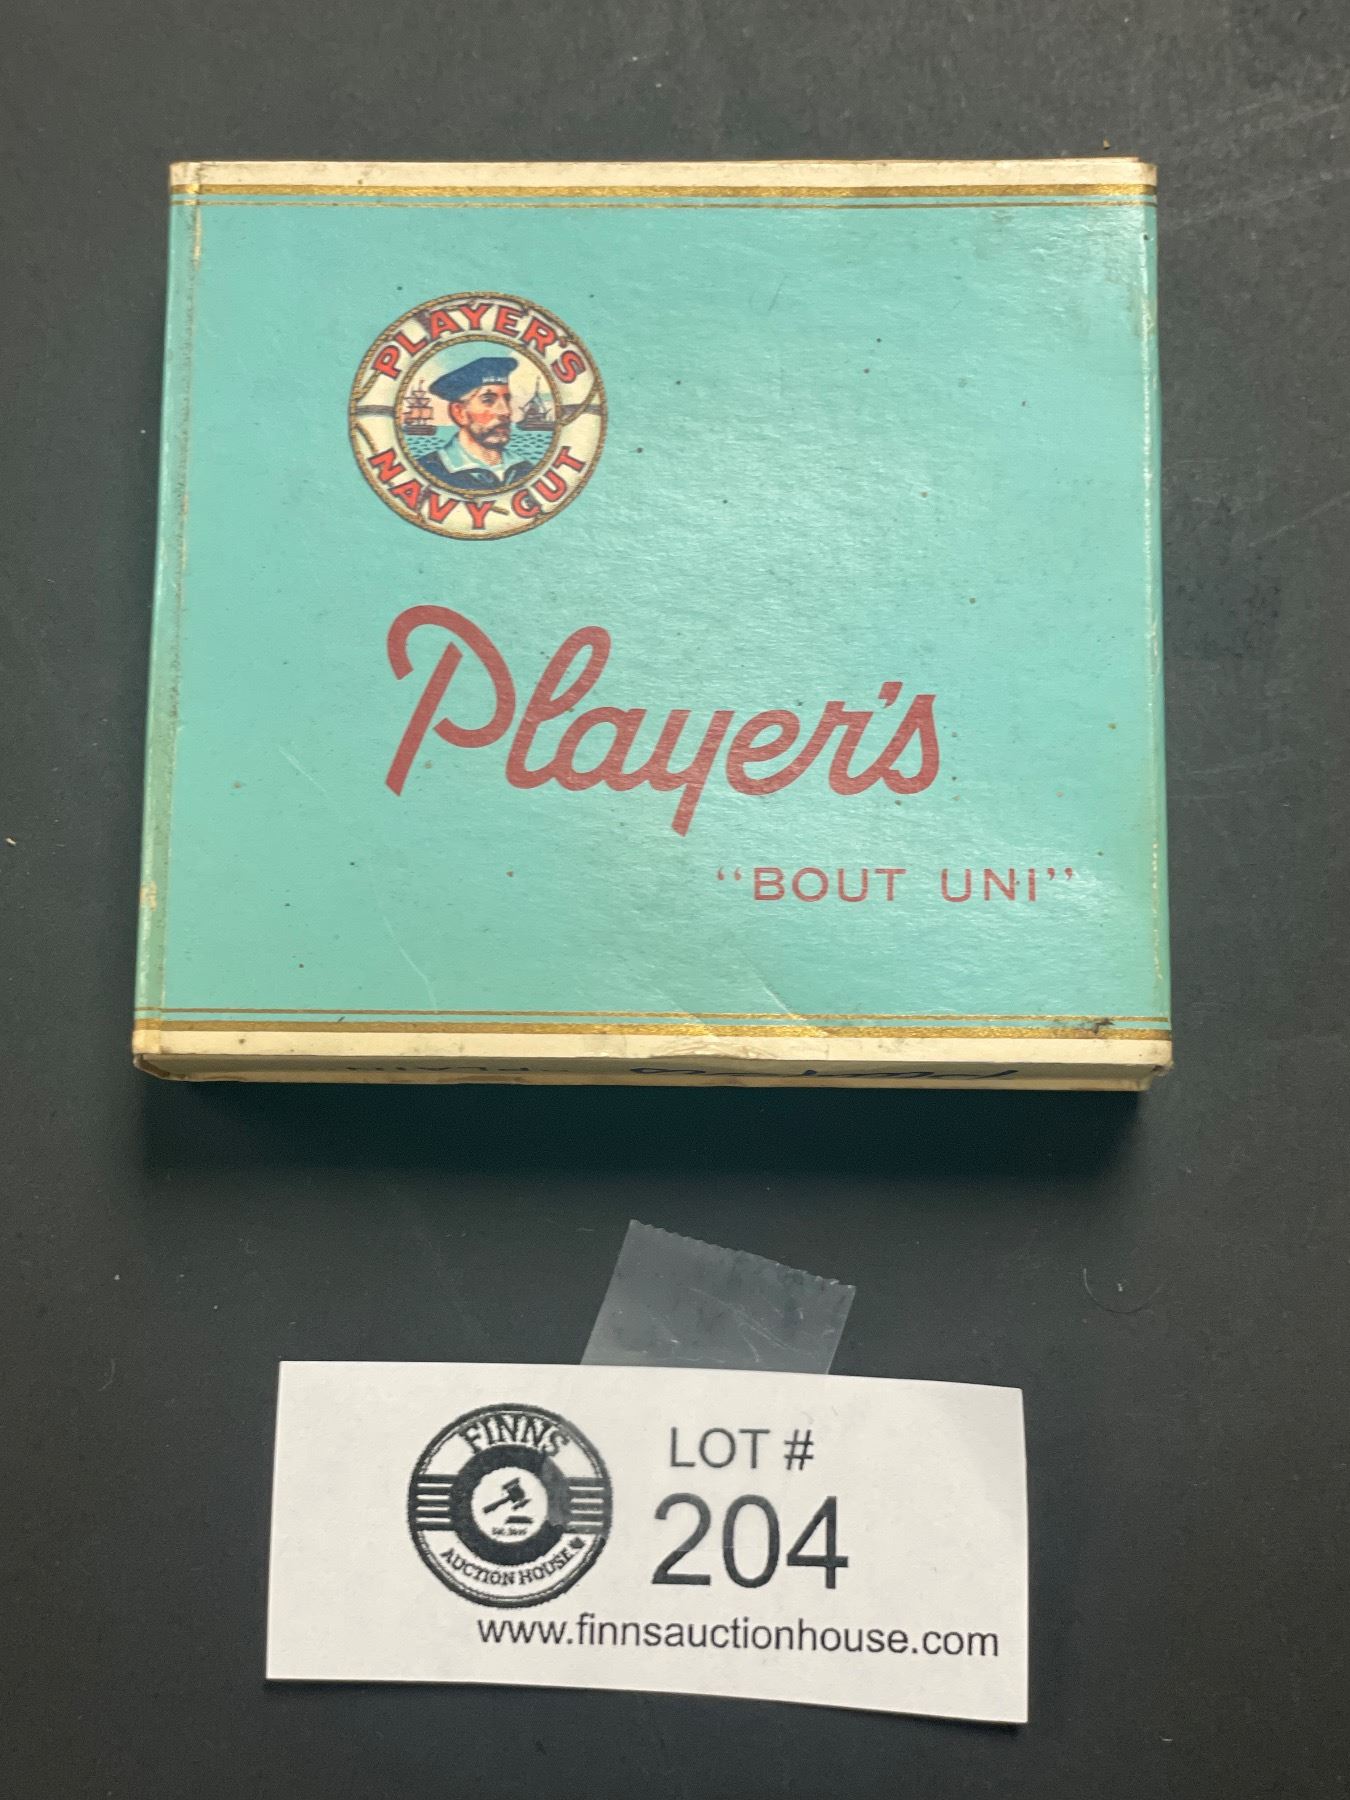 PLAYER'S
NAVY CUT
Player's
"BOUT UNI"
FINNS
AUCTION HOUSE
LOT #
204
www.finnsauctionhouse.com